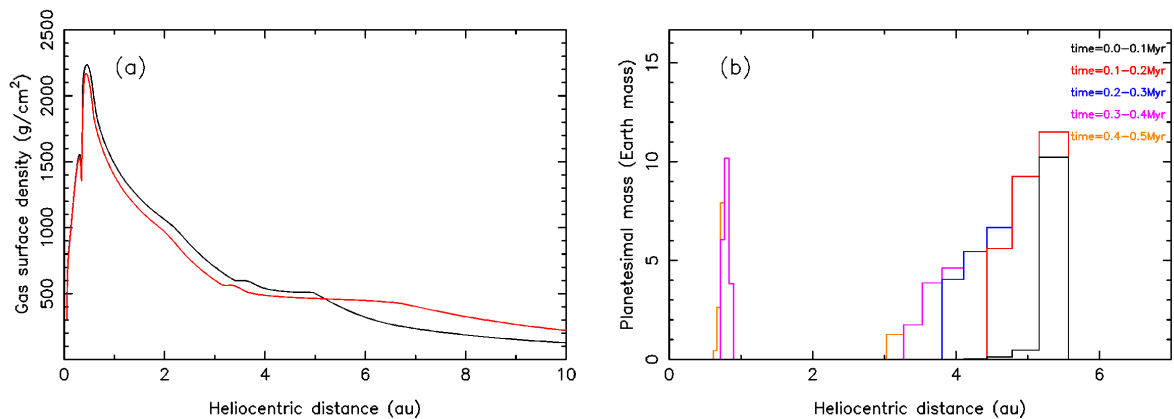 (a)
Gas surface density (g/cm²)
2500
2000
1500
1000
500
0 2 4 6 8 10
Heliocentric distance (au)
(b)
Planetesimal mass (Earth mass)
15
10
5
0
time=0.0−0.1Myr
time=0.1−0.2Myr
time=0.2−0.3Myr
time=0.3−0.4Myr
time=0.4−0.5Myr
0 2 4 6
Heliocentric distance (au)